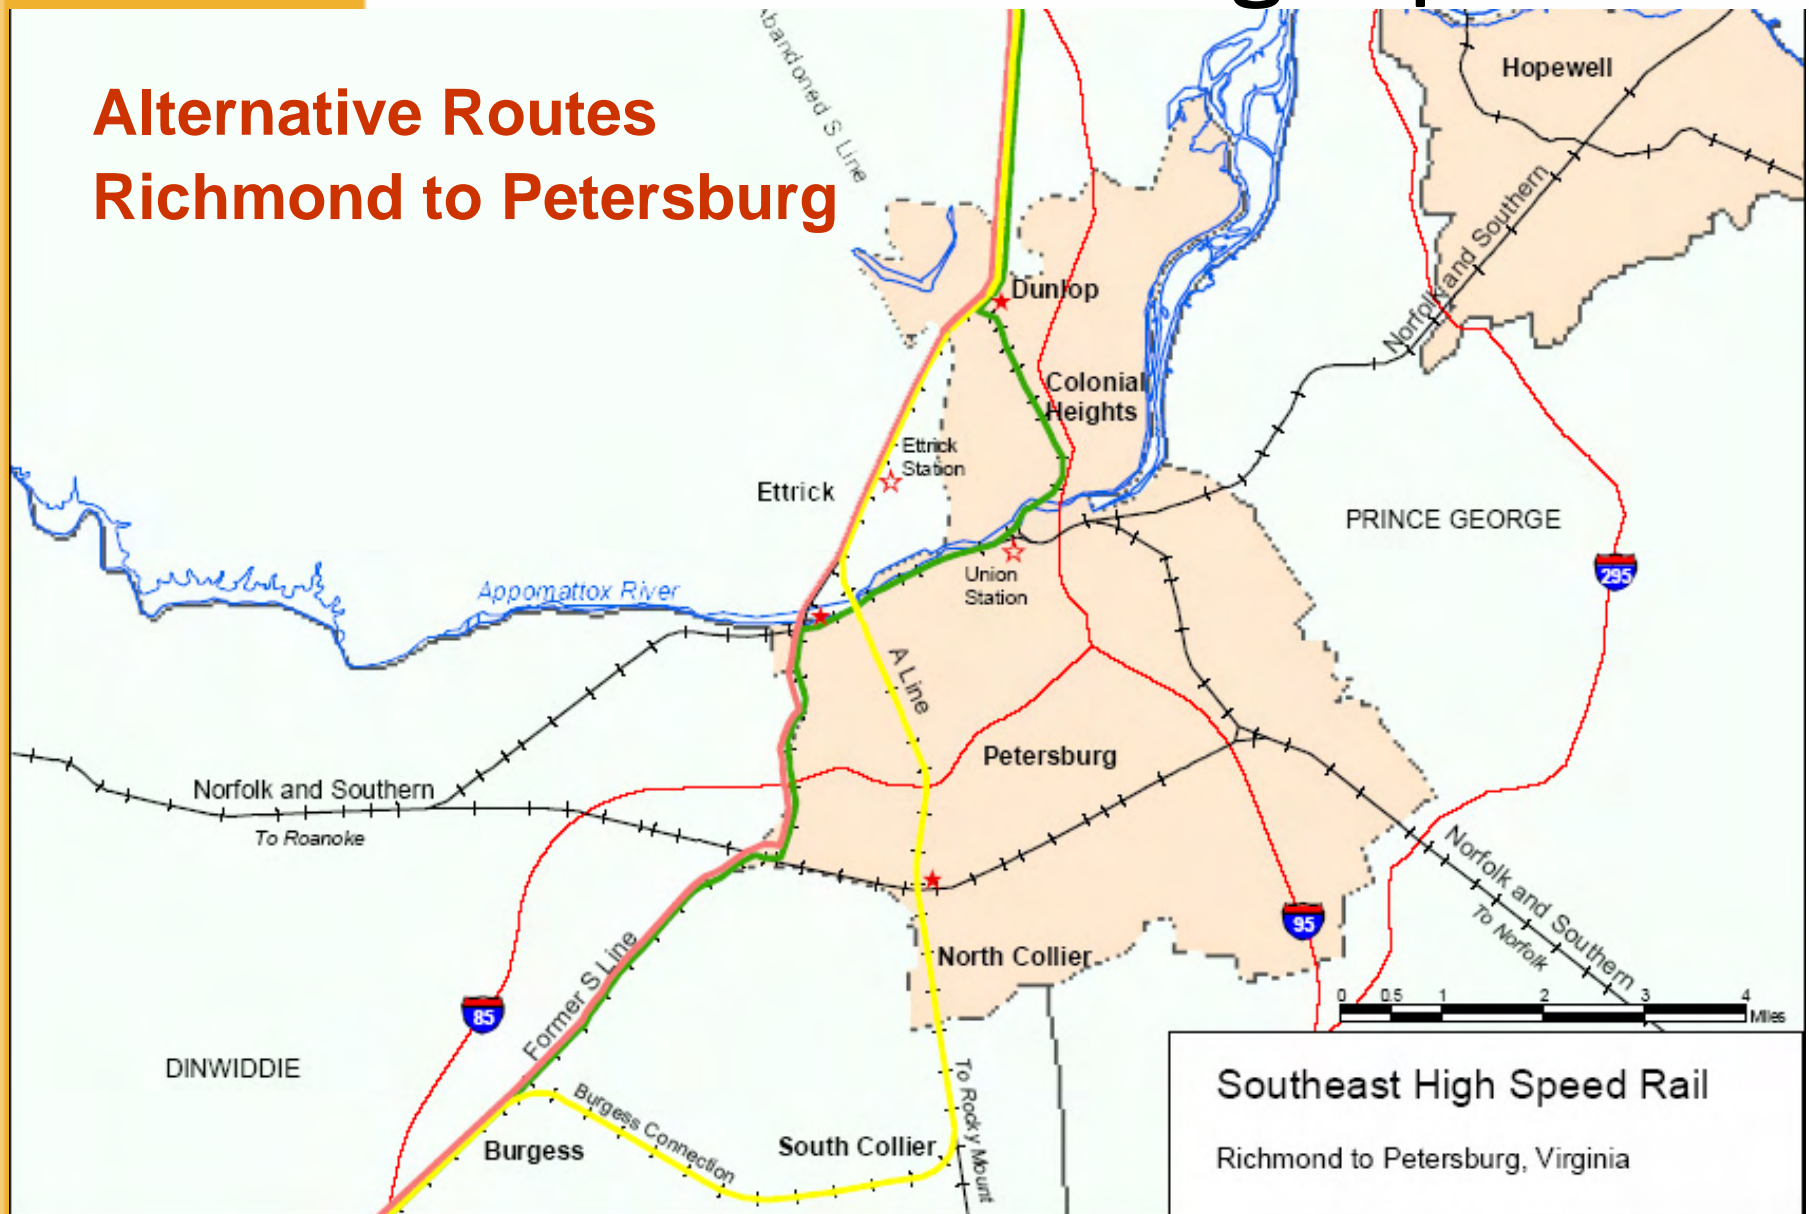 Alternative Routes
Richmond to Petersburg
Abandoned S Line
Hopewell
Norfolk and Southern
Dunlop
Colonial
Heights
Ettrick
Station
Ettrick
PRINCE GEORGE
295
Appomattox River
Union
Station
A Line
Petersburg
Norfolk and Southern
To Roanoke
Norfolk and Southern
To Norfolk
95
North Collier
Former S Line
85
0 0.5 1 2 3 4
Miles
DINWIDDIE
To Rocky Mount
Burgess Connection
Burgess
South Collier
Southeast High Speed Rail
Richmond to Petersburg, Virginia